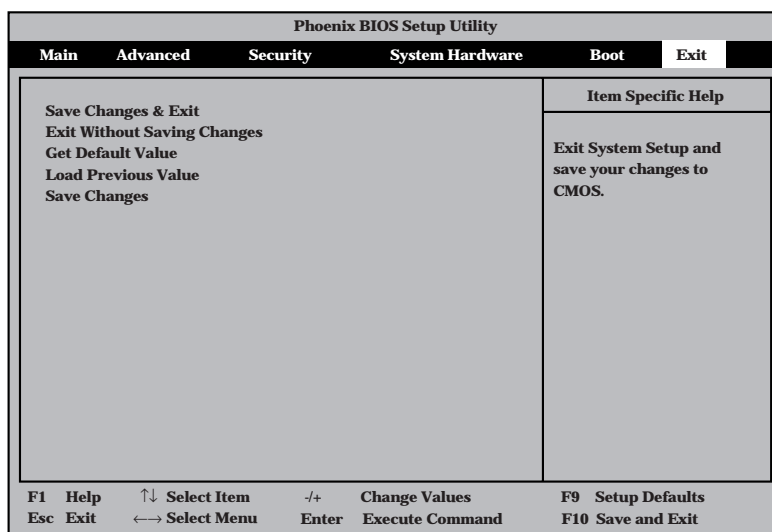 Phoenix BIOS Setup Utility
Main Advanced Security System Hardware Boot Exit
Save Changes & Exit
Exit Without Saving Changes
Get Default Value
Load Previous Value
Save Changes
Item Specific Help
Exit System Setup and
save your changes to
CMOS.
F1 Help ↑↓ Select Item -/+ Change Values F9 Setup Defaults
Esc Exit ←→ Select Menu Enter Execute Command F10 Save and Exit